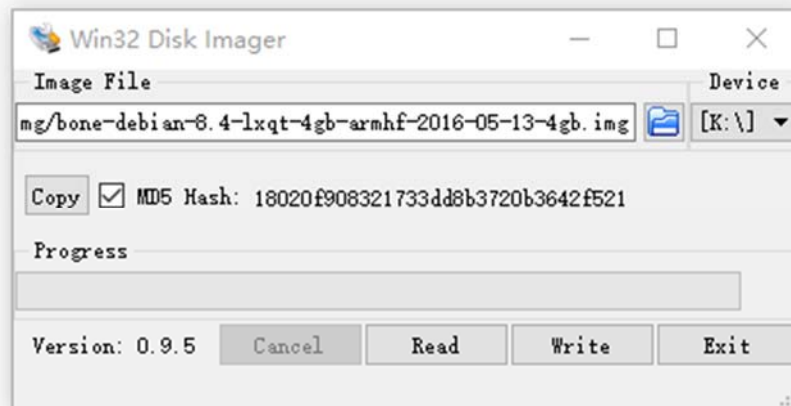 Win32 Disk Imager
Image File
Device
mg/bone-debian-8.4-lxqt-4gb-armhf-2016-05-13-4gb.img
[K:\]
Copy
MD5 Hash: 18020f908321733dd8b3720b3642f521
Progress
Version: 0.9.5
Cancel
Read
Write
Exit